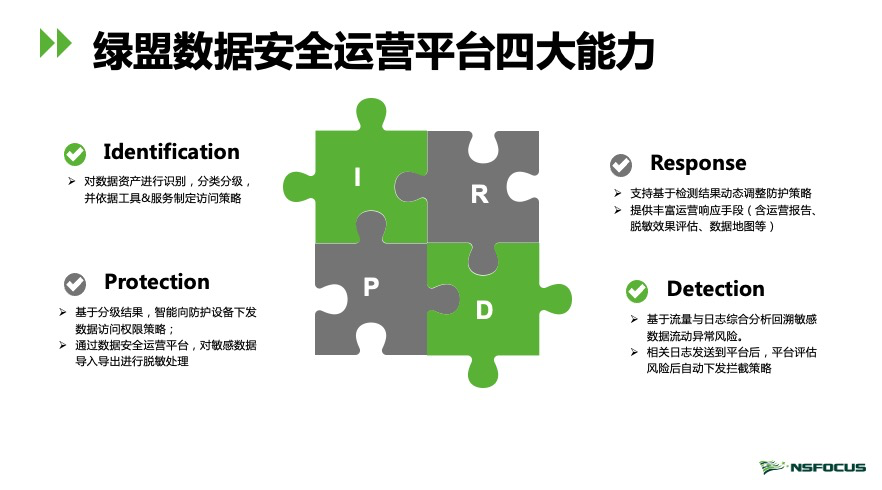 绿盟数据安全运营平台四大能力
Identification
➢ 对数据资产进行识别，分类分级，
并依据工具&服务制定访问策略
Protection
➢ 基于分级结果，智能向防护设备下发
数据访问权限策略；
➢ 通过数据安全运营平台，对敏感数据
导入导出进行脱敏处理
I
R
P
D
Response
➢ 支持基于检测结果动态调整防护策略
➢ 提供丰富运营响应手段（含运营报告、
脱敏效果评估、数据地图等）
Detection
➢ 基于流量与日志综合分析回溯敏感
数据流动异常风险。
➢ 相关日志发送到平台后，平台评估
风险后自动下发拦截策略
NSFOCUS